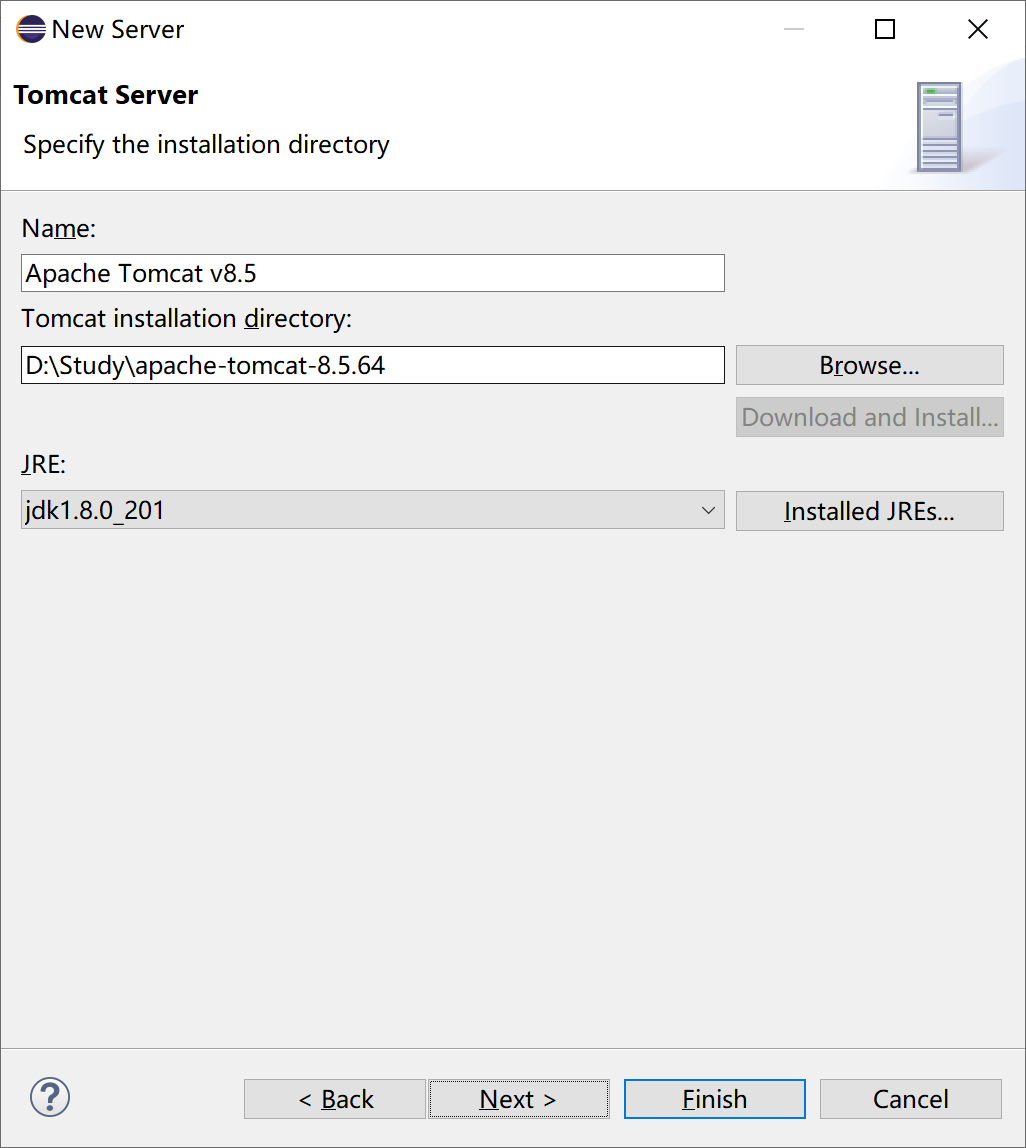 New Server
Tomcat Server
Specify the installation directory
Name:
Apache Tomcat v8.5
Tomcat installation directory:
D:\Study\apache-tomcat-8.5.64
Browse...
Download and Install...
JRE:
jdk1.8.0_201
Installed JREs...
?
< Back
Next >
Finish
Cancel